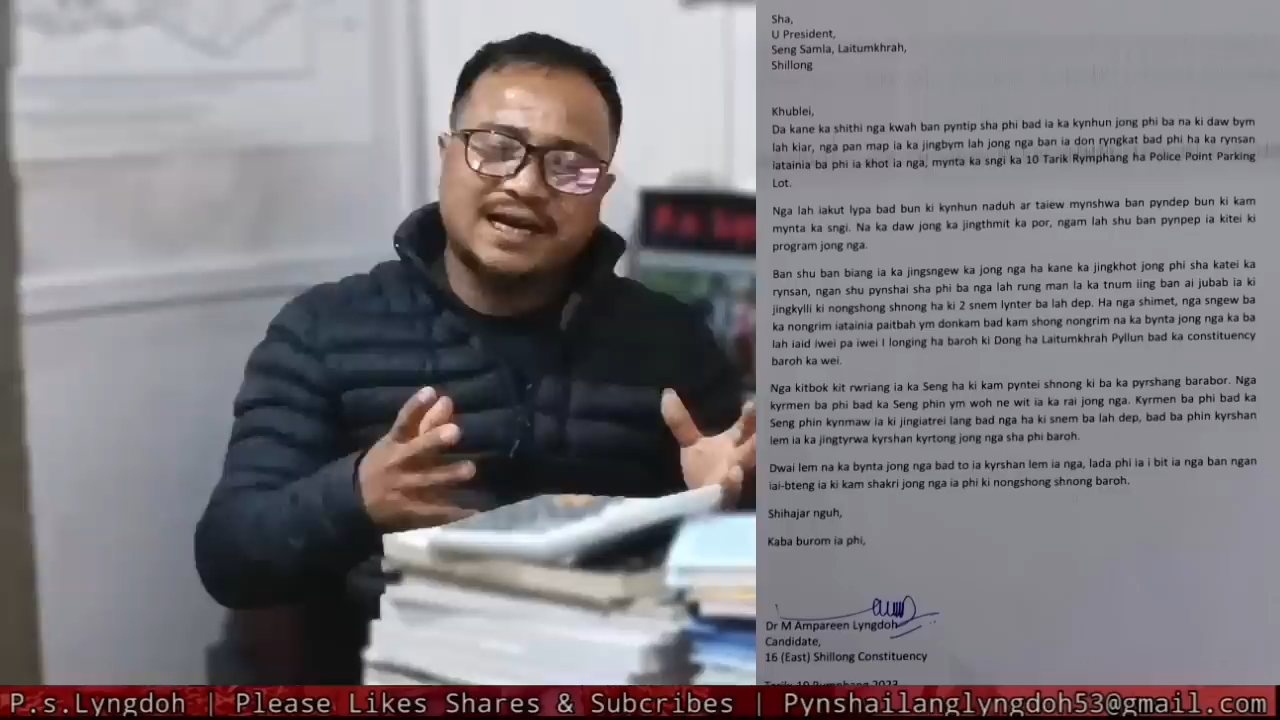 Sha,
U President,
Seng Samla, Laitumkhrah,
Shillong
Khublei,
Da kane ka shithi nga kwah ban pyntip sha phi bad ia ka kynhun jong phi ba na ki daw bym
lah kiar, nga pan map ia ka jingbym lah jong nga ban ia don ryngkat bad phi ha ka rynsan
iatainia ba phi ia khot ia nga, mynta ka sngi ka 10 Tarik Rymphang ha Police Point Parking
Lot.
Nga lah iakut lypa bad bun ki kynhun naduh ar taiew mynshwa ban pyndep bun ki kam
mynta ka sngi. Na ka daw jong ka jingthmit ka por, ngam lah shu ban pynpep ia kitei ki
program jong nga.
Ban shu ban biang ia ka jingsngew ka jong nga ha kane ka jingkhot jong phi sha katei ka
rynsan, ngan shu pynshai sha phi ba nga lah rung man la ka tnum iing ban ai jubab ia ki
jingkylli ki nongshong shnong ha ki 2 snem lynter ba lah dep. Ha nga shimet, nga sngew ba
ka nongrim iatainia paitbah ym donkam bad kam shong nongrim na ka bynta jong nga ka ba
lah iaid iwei pa iwei I longing ha baroh ki Dong ha Laitumkhrah Pyllun bad ka constituency
baroh ka wei.
Nga kitbok kit rwriang ia ka Seng ha ki kam pyntei shnong ki ba ka pyrshang barabor. Nga
kyrmen ba phi bad ka Seng phin ym woh ne wit ia ka rai jong nga. Kyrmen ba phi bad ka
Seng phin kynmaw ia ki jingiatrei lang bad nga ha ki snem ba lah dep, bad ba phin kyrshan
lem ia ka jingtyrwa kyrshan kyrtong jong nga sha phi baroh.
Dwai lem na ka bynta jong nga bad to ia kyrshan lem ia nga, lada phi ia i bit ia nga ban ngan
iai-bteng ia ki kam shakri jong nga ia phi ki nongshong shnong baroh.
Shihajar nguh,
Kaba burom ia phi,
Dr M Ampareen Lyngdoh
Candidate,
16 (East) Shillong Constituency
P.s.Lyngdoh | Please Likes Shares & Subcribes | Pynshailanglyngdoh53@gmail.com